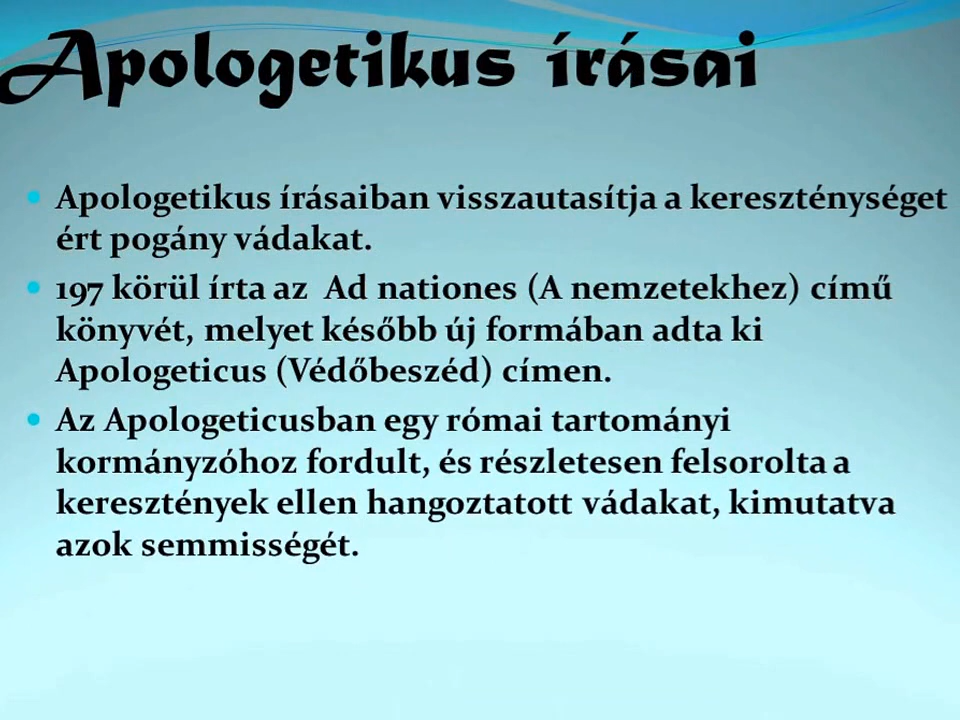 Apologetikus írásai
Apologetikus írásaiban visszautasítja a kereszténységet
ért pogány vádakat.
197 körül írta az Ad nationes (A nemzetekhez) című
könyvét, melyet később új formában adta ki
Apologeticus (Védőbeszéd) címen.
Az Apologeticusban egy római tartományi
kormányzóhoz fordult, és részletesen felsorolta a
keresztények ellen hangoztatott vádakat, kimutatva
azok semmisségét.